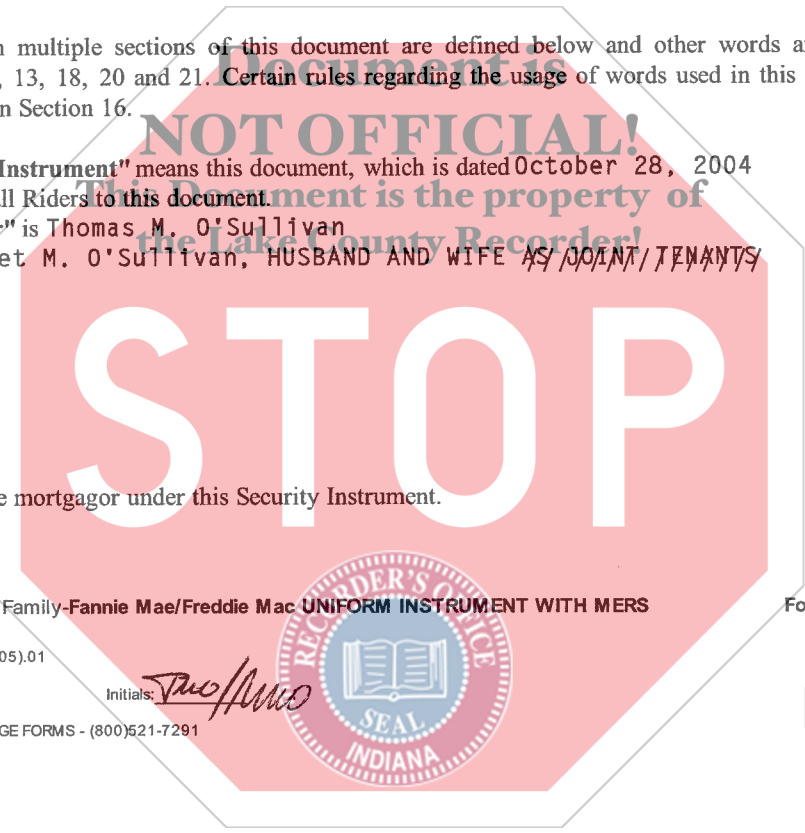 multiple sections of this document are defined below and other words
, 13, 18, 20 and 21. Certain rules regarding the usage of words used in this
n Section 16.
Document is
NOT OFFICIAL!
This Document is the property of
the Lake County Recorder!
Instrument" means this document, which is dated October 28, 2004
all Riders to this document.
" is Thomas M. O'Sullivan
et M. O'Sullivan, HUSBAND AND WIFE AS JOINT TENANTS
STOP
e mortgagor under this Security Instrument.
Family-Fannie Mae/Freddie Mac UNIFORM INSTRUMENT WITH MERS Fo
05).01
Initials:
GE FORMS - (800)521-7291
RECORDER'S OFFICE
SEAL
INDIANA